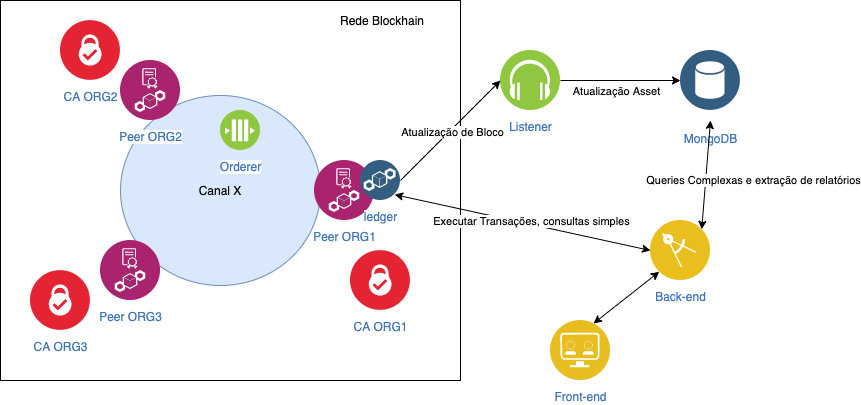 Rede Blockhain
CA ORG2
Peer ORG2
Orderer
Canal X
ledger
Peer ORG1
Peer ORG3
CA ORG3
CA ORG1
Atualização de Bloco
Listener
Atualização Asset
MongoDB
Queries Complexas e extração de relatórios
Executar Transações, consultas simples
Back-end
Front-end